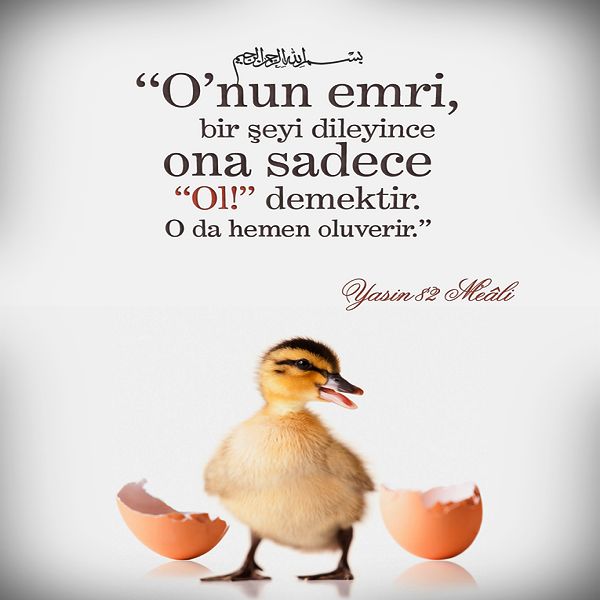 بسم الله الرحمن الرحيم
“O’nun emri,
bir şeyi dileyince
ona sadece
“Ol!” demektir.
O da hemen oluverir.”
Yasin 82 Meâli